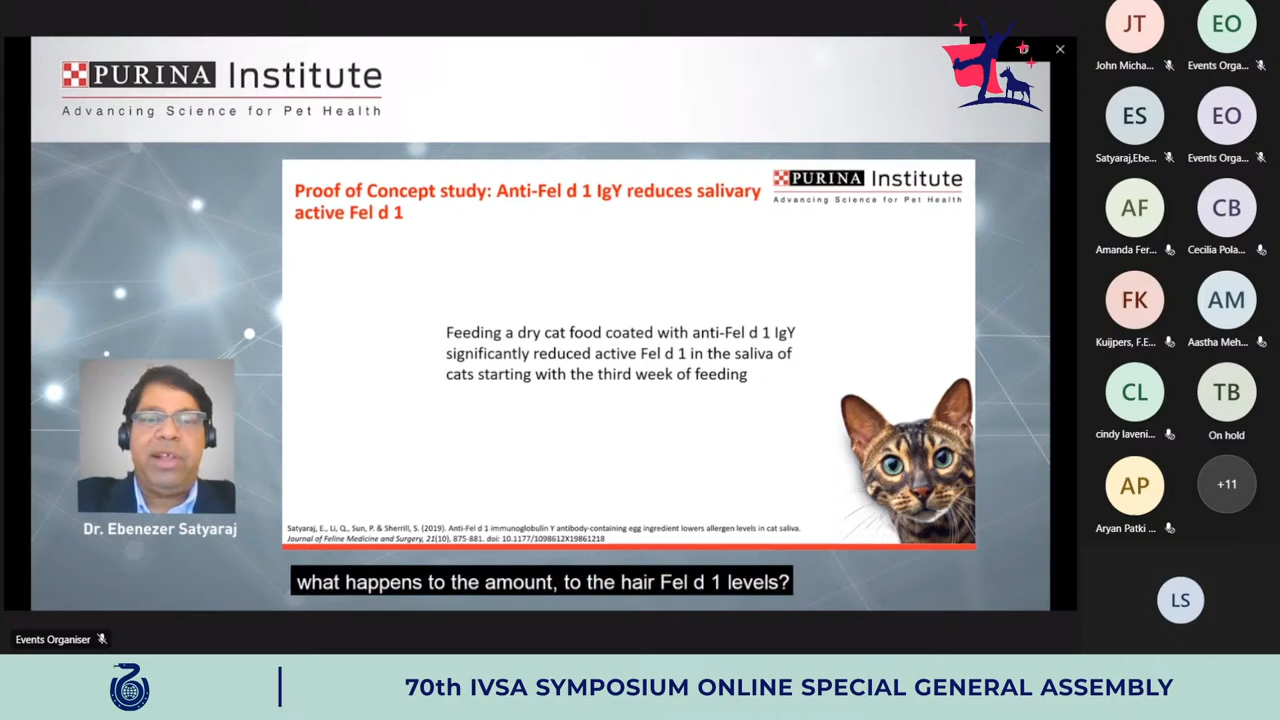 PURINA Institute
Advancing Science for Pet Health
Proof of Concept study: Anti-Fel d 1 IgY reduces salivary
active Fel d 1
PURINA Institute
Advancing Science for Pet Health
Feeding a dry cat food coated with anti-Fel d 1 IgY
significantly reduced active Fel d 1 in the saliva of
cats starting with the third week of feeding
Satyaraj, E., Li, Q., Sun, P. & Sherrill, S. (2019). Anti-Fel d 1 immunoglobulin Y antibody-containing egg ingredient lowers allergen levels in cat saliva.
Journal of Feline Medicine and Surgery, 21(10), 875-881. doi: 10.1177/1098612X19861218
Dr. Ebenezer Satyaraj
what happens to the amount, to the hair Fel d 1 levels?
Events Organiser
JT
John Micha...
EO
Events Orga...
ES
Satyaraj,Ebe...
EO
Events Orga...
AF
Amanda Fer...
CB
Cecilia Pola...
FK
Kuijpers, F.E...
AM
Aastha Meh...
CL
cindy laveni...
TB
On hold
AP
Aryan Patki ...
+11
LS
70th IVSA SYMPOSIUM ONLINE SPECIAL GENERAL ASSEMBLY